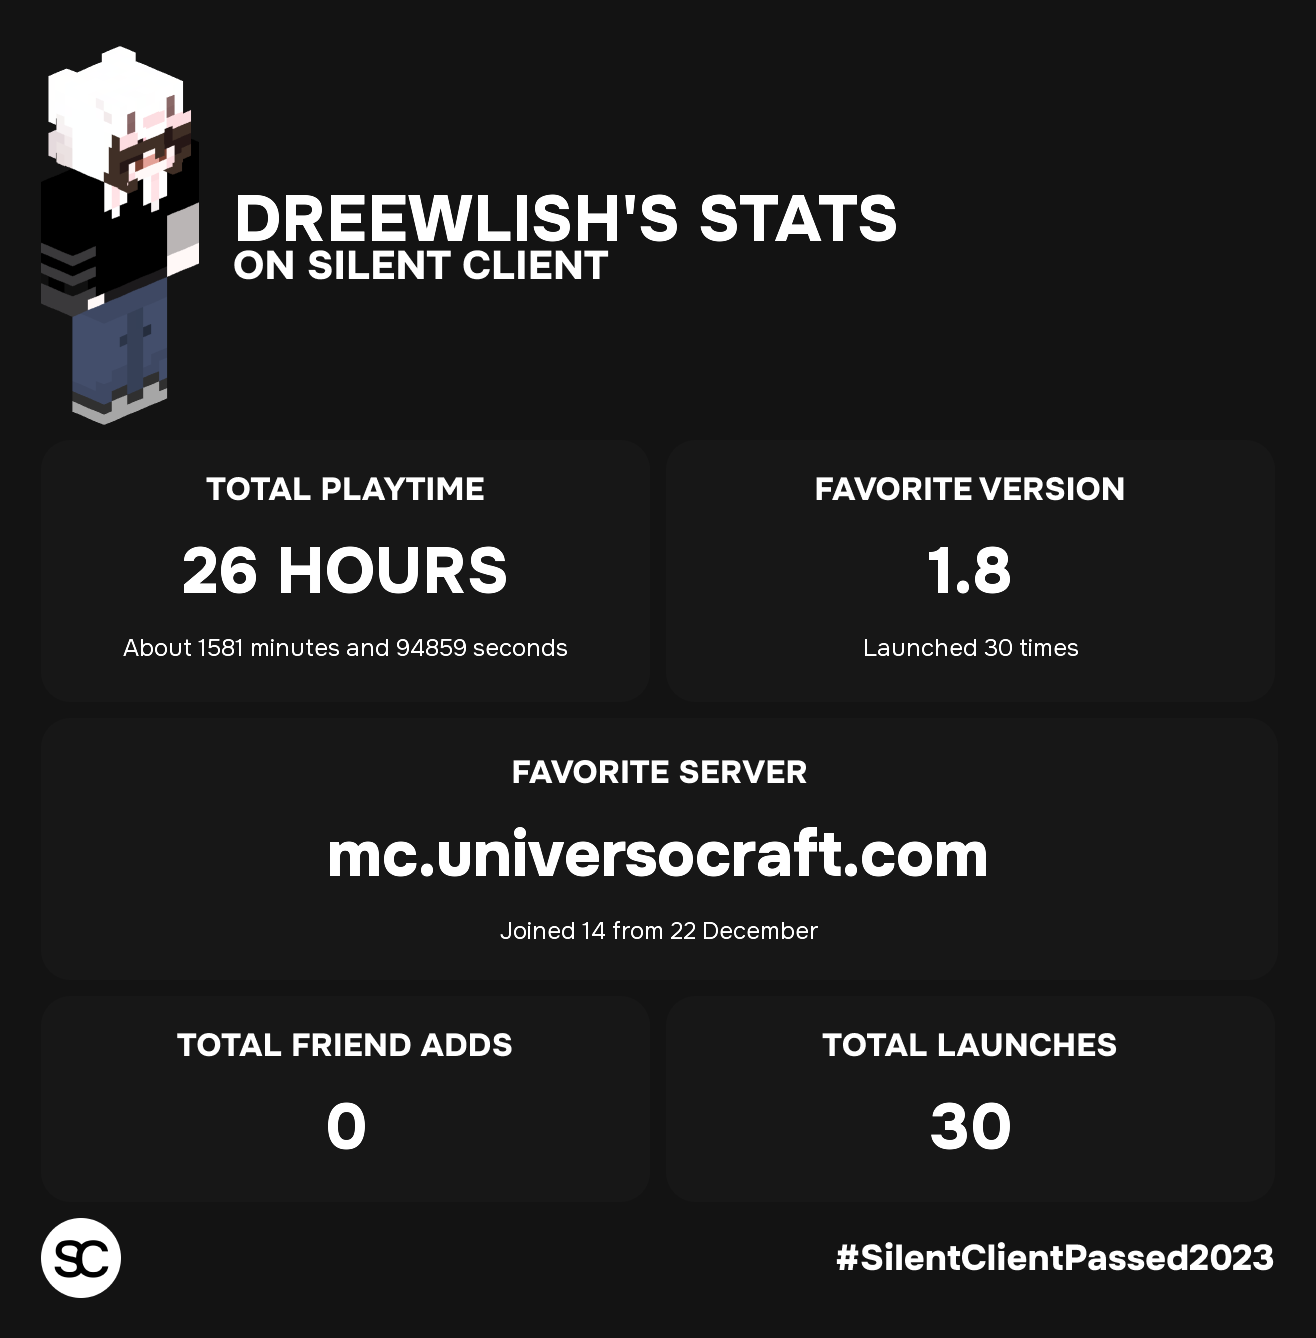 DREEWLISH'S STATS
ON SILENT CLIENT
TOTAL PLAYTIME
26 HOURS
About 1581 minutes and 94859 seconds
FAVORITE VERSION
1.8
Launched 30 times
FAVORITE SERVER
mc.universocraft.com
Joined 14 from 22 December
TOTAL FRIEND ADDS
0
TOTAL LAUNCHES
30
SC
#SilentClientPassed2023